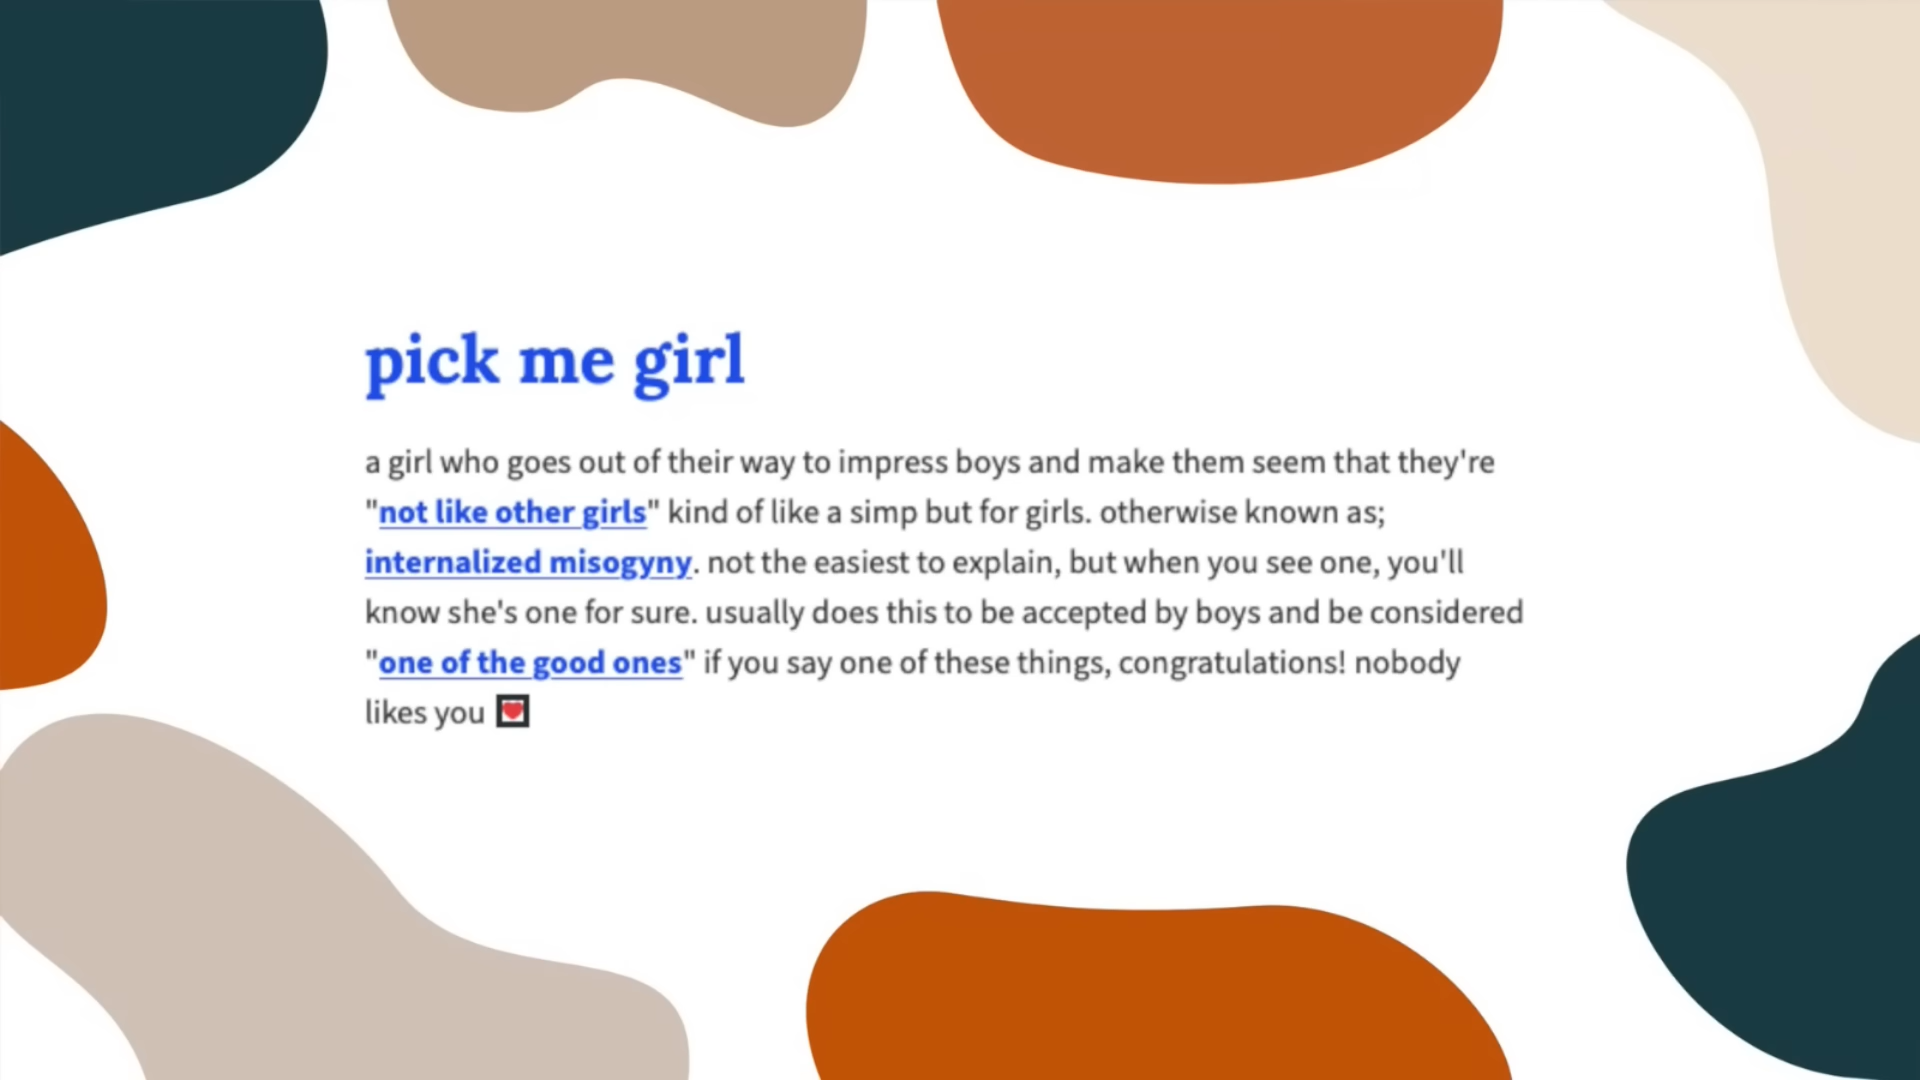 pick me girl
a girl who goes out of their way to impress boys and make them seem that they're
"not like other girls" kind of like a simp but for girls. otherwise known as;
internalized misogyny. not the easiest to explain, but when you see one, you'll
know she's one for sure. usually does this to be accepted by boys and be considered
"one of the good ones" if you say one of these things, congratulations! nobody
likes you 💟